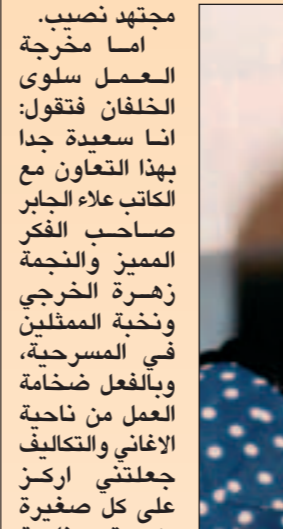 مجتهد نصيب.
اما مخرجة
العمل سلوى
الخلفان فتقول:
انا سعيدة جدا
بهذا التعاون مع
الكاتب علاء الجابر
صاحب الفكر
المميز والنجمة
زهرة الخرجي
ونخبة الممثلين
في المسرحية،
وبالفعل ضخامة
العمل من ناحية
الاغاني والتكاليف
جعلتني اركز
على كل صغيرة